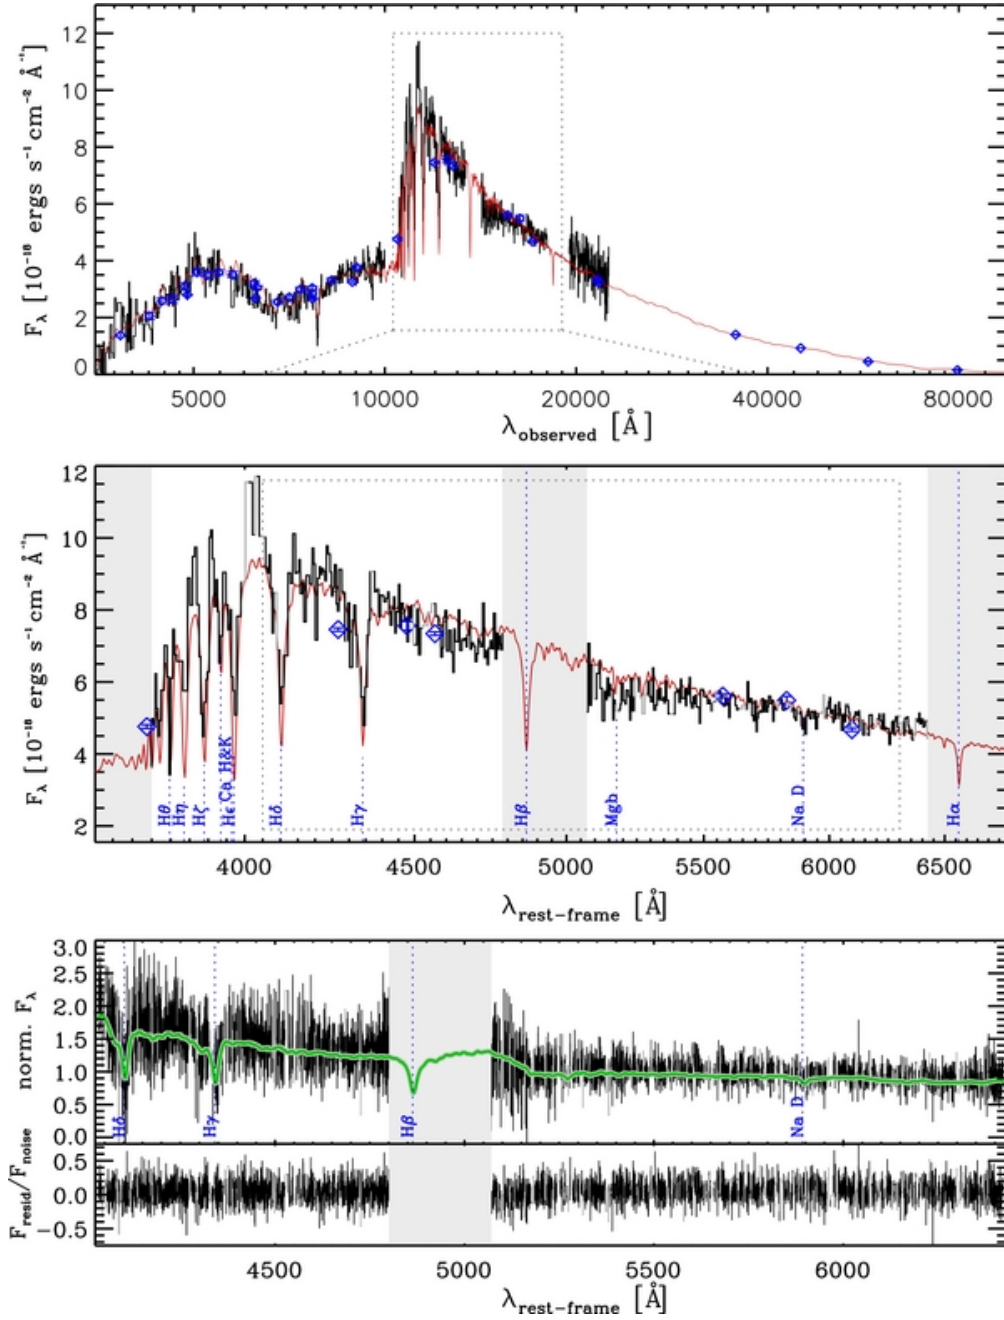 12
10
8
6
4
2
0
F_λ [10⁻¹⁸ ergs s⁻¹ cm⁻² Å⁻¹]
5000 10000 20000 40000 80000
λ_observed [Å]
12
10
8
6
4
2
F_λ [10⁻¹⁸ ergs s⁻¹ cm⁻² Å⁻¹]
Hθ Hη Hζ Hε Ca H&K Hδ Hγ Hβ Mgb Na D Hα
4000 4500 5000 5500 6000 6500
λ_rest-frame [Å]
3.0
2.5
2.0
1.5
1.0
0.5
0.0
norm. F_λ
Hδ Hγ Hβ Na D
0.5
0.0
−0.5
F_resid/F_noise
4500 5000 5500 6000
λ_rest-frame [Å]